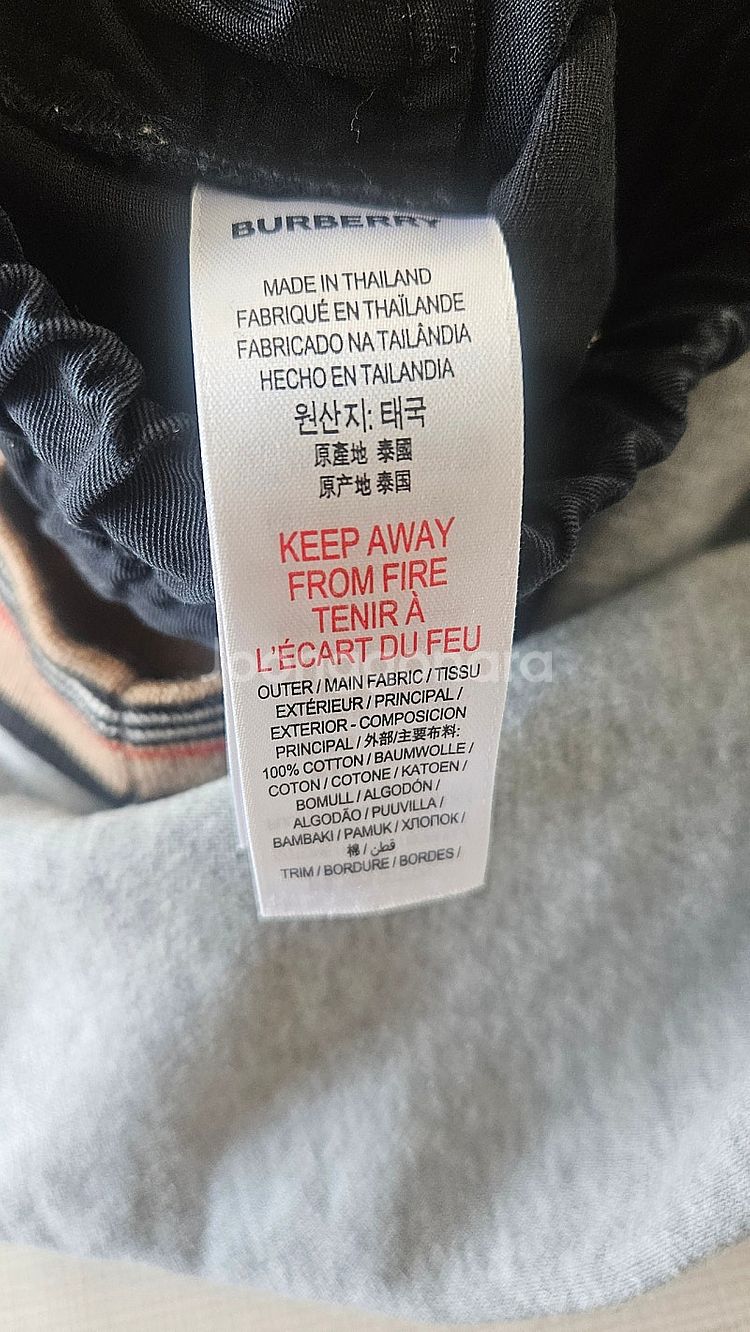 BURBERRY
MADE IN THAILAND
FABRIQUÉ EN THAÏLANDE
FABRICADO NA TAILÂNDIA
HECHO EN TAILANDIA
원산지: 태국
原產地 泰國
原产地 泰国
KEEP AWAY
FROM FIRE
TENIR À
L'ÉCART DU FEU
OUTER / MAIN FABRIC / TISSU
EXTÉRIEUR / PRINCIPAL /
EXTERIOR - COMPOSICION
PRINCIPAL / 外部/主要布料:
100% COTTON / BAUMWOLLE /
COTON / COTONE / KATOEN /
BOMULL / ALGODÓN /
ALGODÃO / PUUVILLA /
BAMBAKI / PAMUK / ХЛОПОК /
棉 / قطن /
TRIM / BORDURE / BORDES /